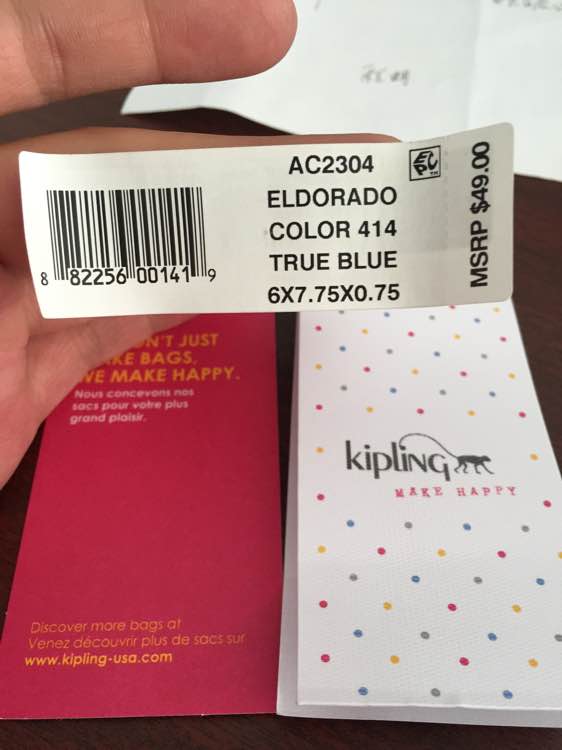 AC2304
ELDORADO
COLOR 414
TRUE BLUE
6X7.75X0.75
MSRP $49.00
EPC™
8 82256 00141 9
N'T JUST
KE BAGS,
WE MAKE HAPPY.
Nous concevons nos
sacs pour votre plus
grand plaisir.
Discover more bags at
Venez découvrir plus de sacs sur
www.kipling-usa.com
kipling
MAKE HAPPY